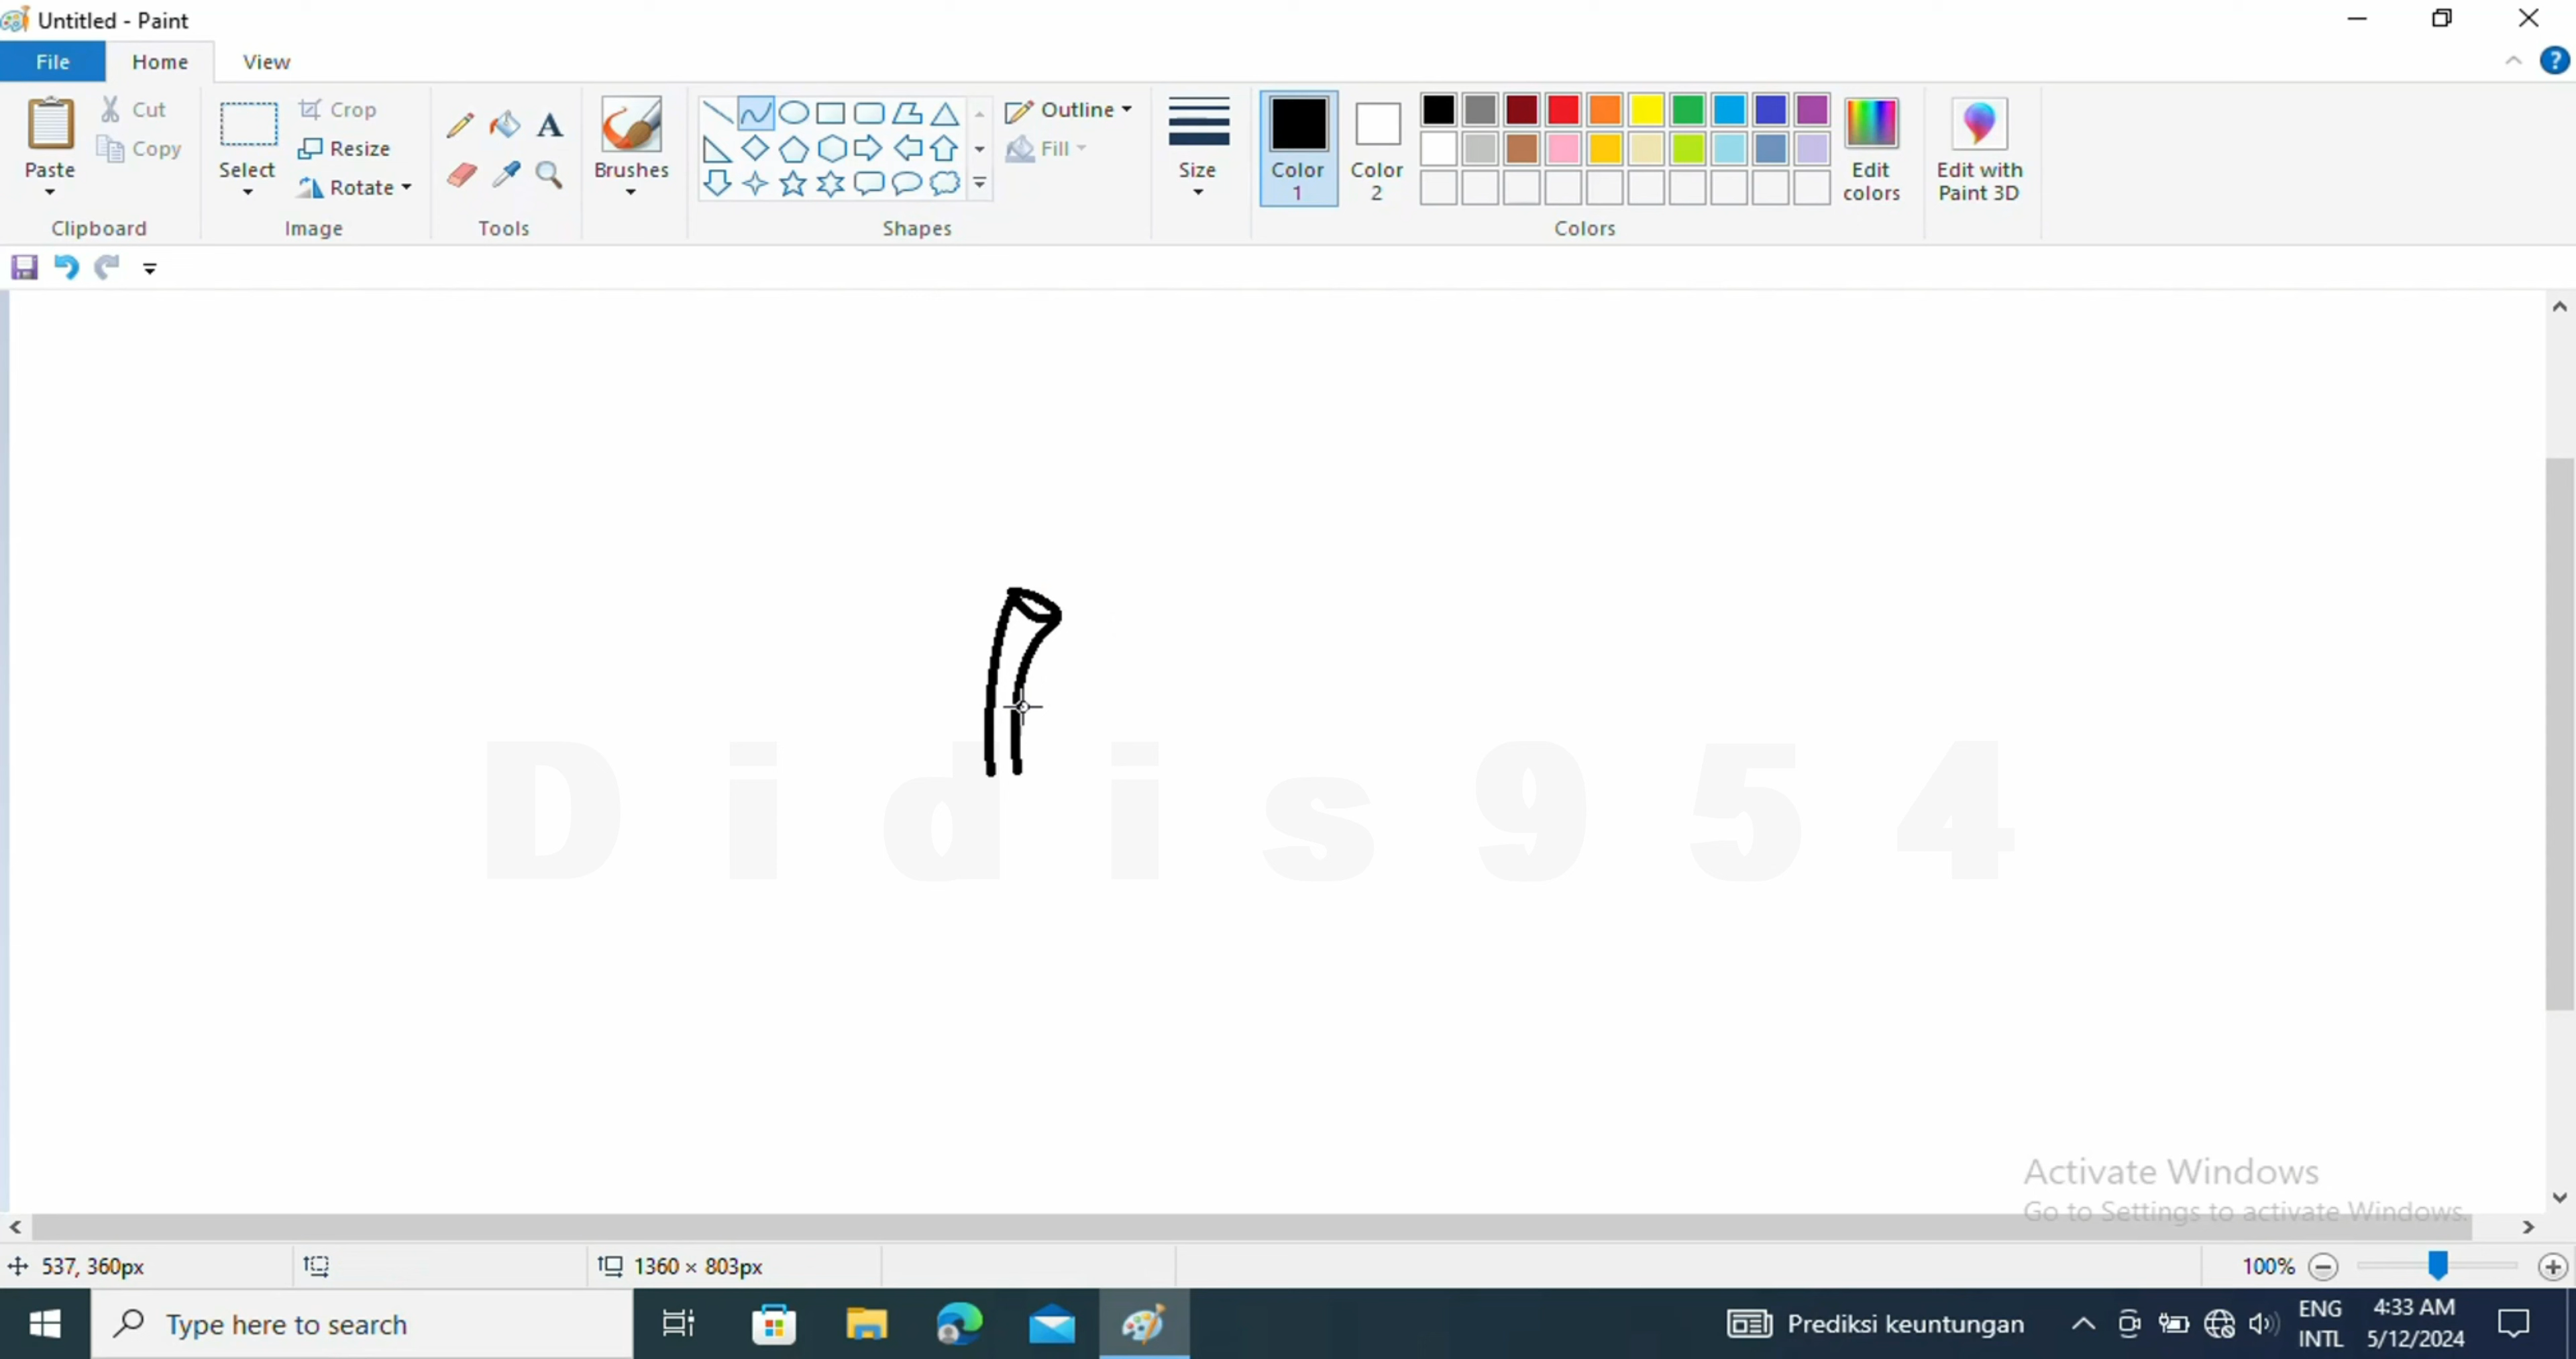 Untitled - Paint
File Home View
Paste Cut Copy Clipboard
Select Crop Resize Rotate Image
Tools
Brushes
Shapes
Outline Fill
Size
Color 1
Color 2
Edit colors
Colors
Edit with Paint 3D
Didis954
Activate Windows
Go to Settings to activate Windows.
537, 360px 1360 × 803px 100%
Type here to search
Prediksi keuntungan
ENG INTL
4:33 AM
5/12/2024